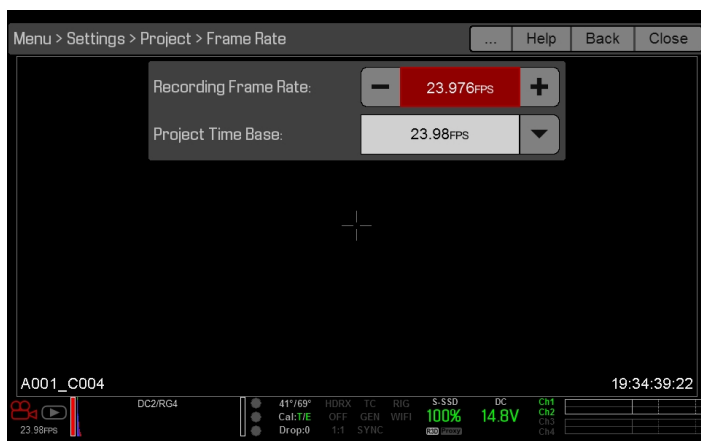 Menu > Settings > Project > Frame Rate ... Help Back Close
Recording Frame Rate: 23.976FPS
Project Time Base: 23.98FPS
A001_C004 19:34:39:22
DC2/RG4 41°/69° HDRX TC RIG S-SSD DC Ch1
Cal:T/E OFF GEN WIFI 100% 14.8V Ch2
23.98FPS Drop:0 1:1 SYNC R3D Proxy Ch3
Ch4